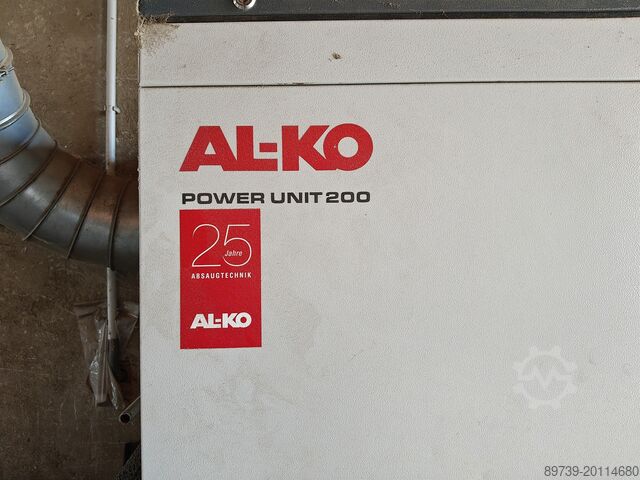 AL-KO
POWER UNIT 200
25
Jahre
ABSAUGTECHNIK
AL-KO
89739-20114680